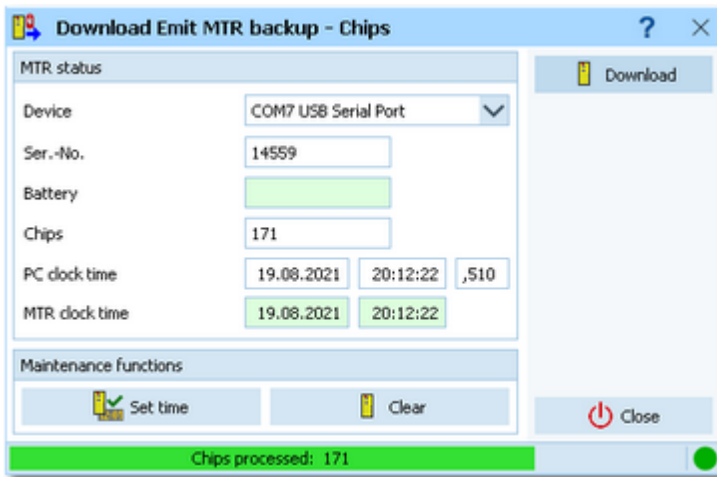 Download Emit MTR backup - Chips ?
MTR status
Download
Device COM7 USB Serial Port
Ser.-No. 14559
Battery
Chips 171
PC clock time 19.08.2021 20:12:22 ,510
MTR clock time 19.08.2021 20:12:22
Maintenance functions
Set time Clear
Close
Chips processed: 171